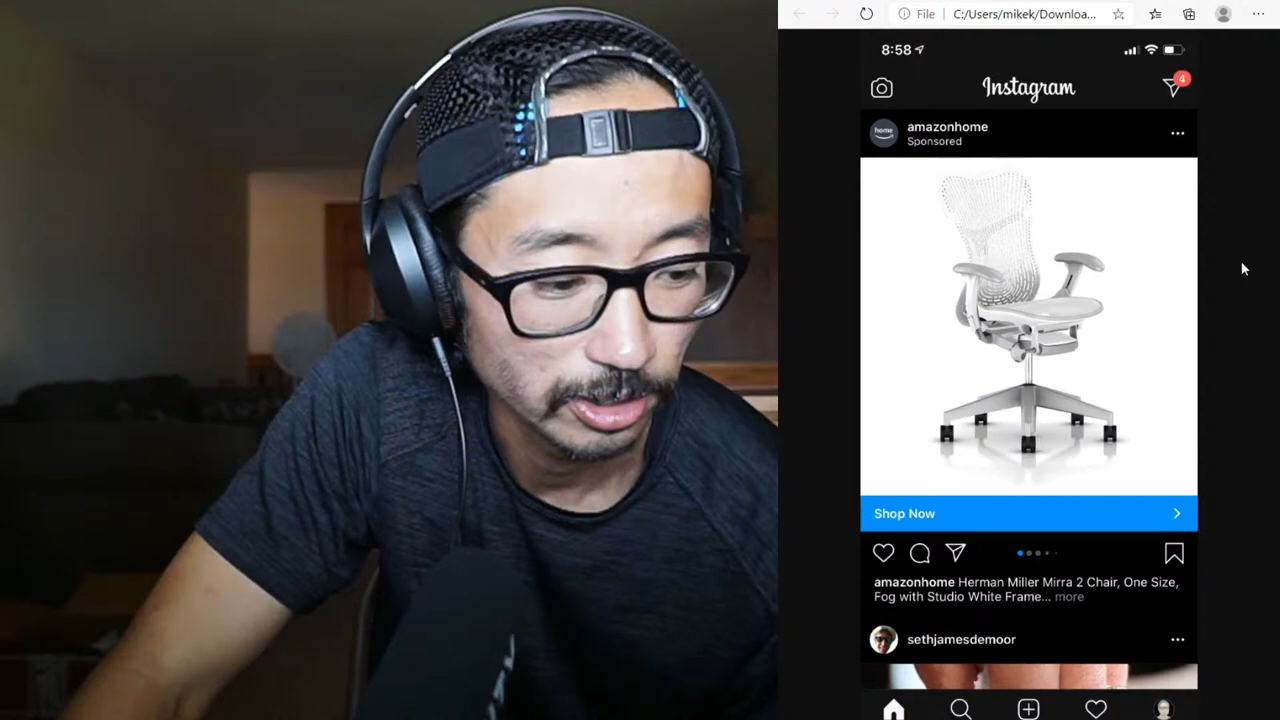 File
C:/Users/mikek/Downloa...
8:58
Instagram
4
home
amazonhome
Sponsored
Shop Now
amazonhome Herman Miller Mirra 2 Chair, One Size,
Fog with Studio White Frame... more
sethjamesdemoor